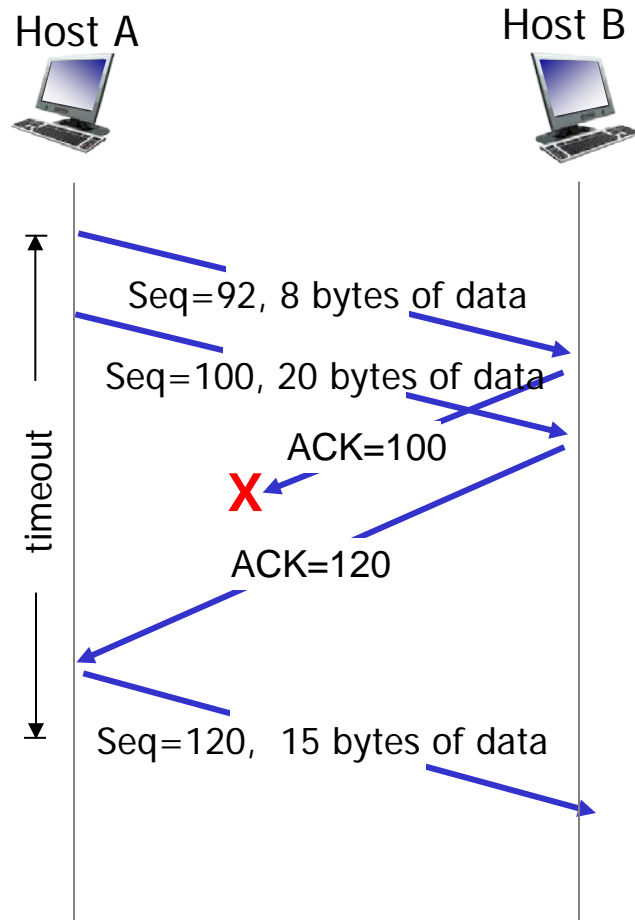 Host A
Host B
Seq=92, 8 bytes of data
Seq=100, 20 bytes of data
ACK=100
X
timeout
ACK=120
Seq=120, 15 bytes of data